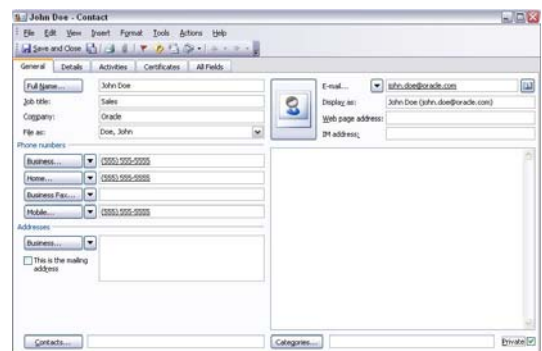 John Doe - Contact
File Edit View Insert Format Tools Actions Help
Save and Close
General Details Activities Certificates All Fields
Full Name... John Doe
Job title: Sales
Company: Oracle
File as: Doe, John
E-mail... john.doe@oracle.com
Display as: John Doe (john.doe@oracle.com)
Web page address:
IM address:
Phone numbers
Business... (555) 555-5555
Home... (555) 555-5555
Business Fax...
Mobile... (555) 555-5555
Addresses
Business...
This is the mailing
address
Contacts... Categories... Private